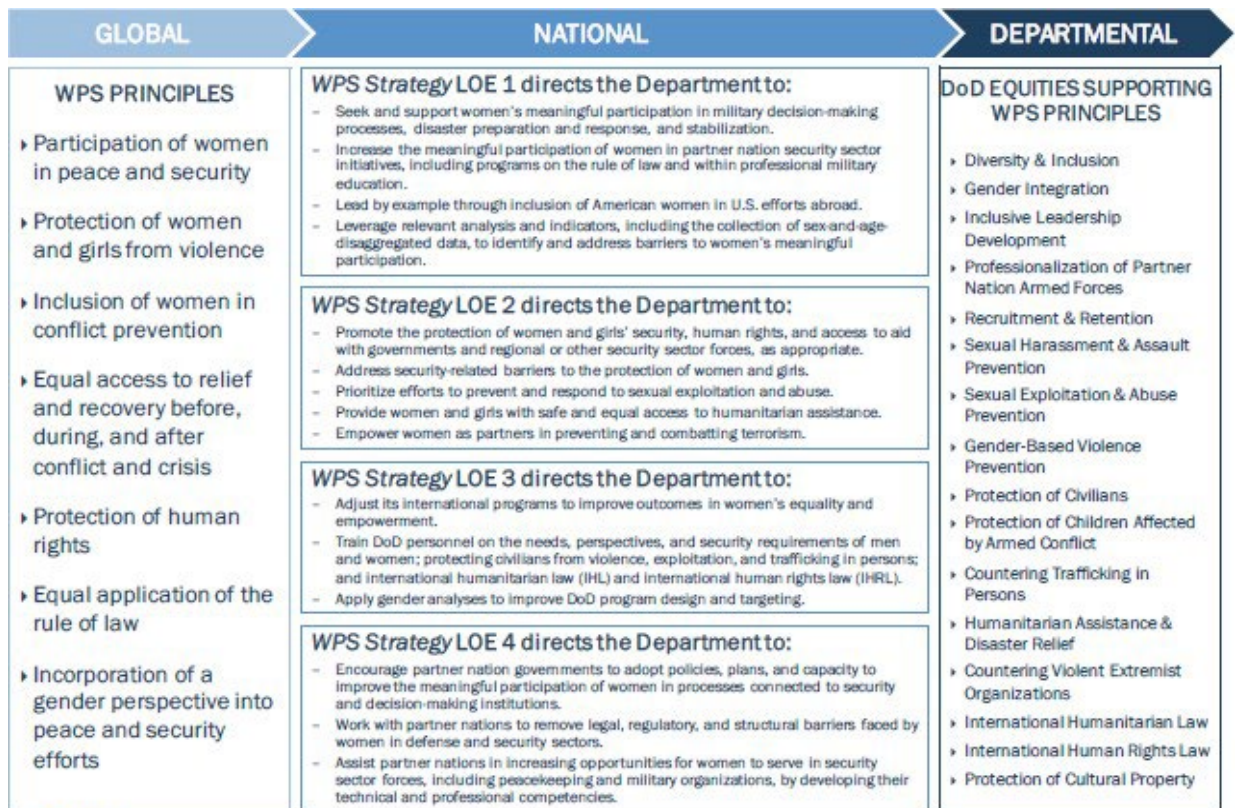 GLOBAL
NATIONAL
DEPARTMENTAL
WPS PRINCIPLES
‣ Participation of women
in peace and security
‣ Protection of women
and girls from violence
‣ Inclusion of women in
conflict prevention
‣ Equal access to relief
and recovery before,
during, and after
conflict and crisis
‣ Protection of human
rights
‣ Equal application of the
rule of law
‣ Incorporation of a
gender perspective into
peace and security
efforts
WPS Strategy LOE 1 directs the Department to:
– Seek and support women's meaningful participation in military decision-making
processes, disaster preparation and response, and stabilization.
– Increase the meaningful participation of women in partner nation security sector
initiatives, including programs on the rule of law and within professional military
education.
– Lead by example through inclusion of American women in U.S. efforts abroad.
– Leverage relevant analysis and indicators, including the collection of sex-and-age-
disaggregated data, to identify and address barriers to women's meaningful
participation.
WPS Strategy LOE 2 directs the Department to:
– Promote the protection of women and girls' security, human rights, and access to aid
with governments and regional or other security sector forces, as appropriate.
– Address security-related barriers to the protection of women and girls.
– Prioritize efforts to prevent and respond to sexual exploitation and abuse.
– Provide women and girls with safe and equal access to humanitarian assistance.
– Empower women as partners in preventing and combatting terrorism.
WPS Strategy LOE 3 directs the Department to:
– Adjust its international programs to improve outcomes in women's equality and
empowerment.
– Train DoD personnel on the needs, perspectives, and security requirements of men
and women; protecting civilians from violence, exploitation, and trafficking in persons;
and international humanitarian law (IHL) and international human rights law (IHRL).
– Apply gender analyses to improve DoD program design and targeting.
WPS Strategy LOE 4 directs the Department to:
– Encourage partner nation governments to adopt policies, plans, and capacity to
improve the meaningful participation of women in processes connected to security
and decision-making institutions.
– Work with partner nations to remove legal, regulatory, and structural barriers faced by
women in defense and security sectors.
– Assist partner nations in increasing opportunities for women to serve in security
sector forces, including peacekeeping and military organizations, by developing their
technical and professional competencies.
DoD EQUITIES SUPPORTING
WPS PRINCIPLES
‣ Diversity & Inclusion
‣ Gender Integration
‣ Inclusive Leadership
Development
‣ Professionalization of Partner
Nation Armed Forces
‣ Recruitment & Retention
‣ Sexual Harassment & Assault
Prevention
‣ Sexual Exploitation & Abuse
Prevention
‣ Gender-Based Violence
Prevention
‣ Protection of Civilians
‣ Protection of Children Affected
by Armed Conflict
‣ Countering Trafficking in
Persons
‣ Humanitarian Assistance &
Disaster Relief
‣ Countering Violent Extremist
Organizations
‣ International Humanitarian Law
‣ International Human Rights Law
‣ Protection of Cultural Property